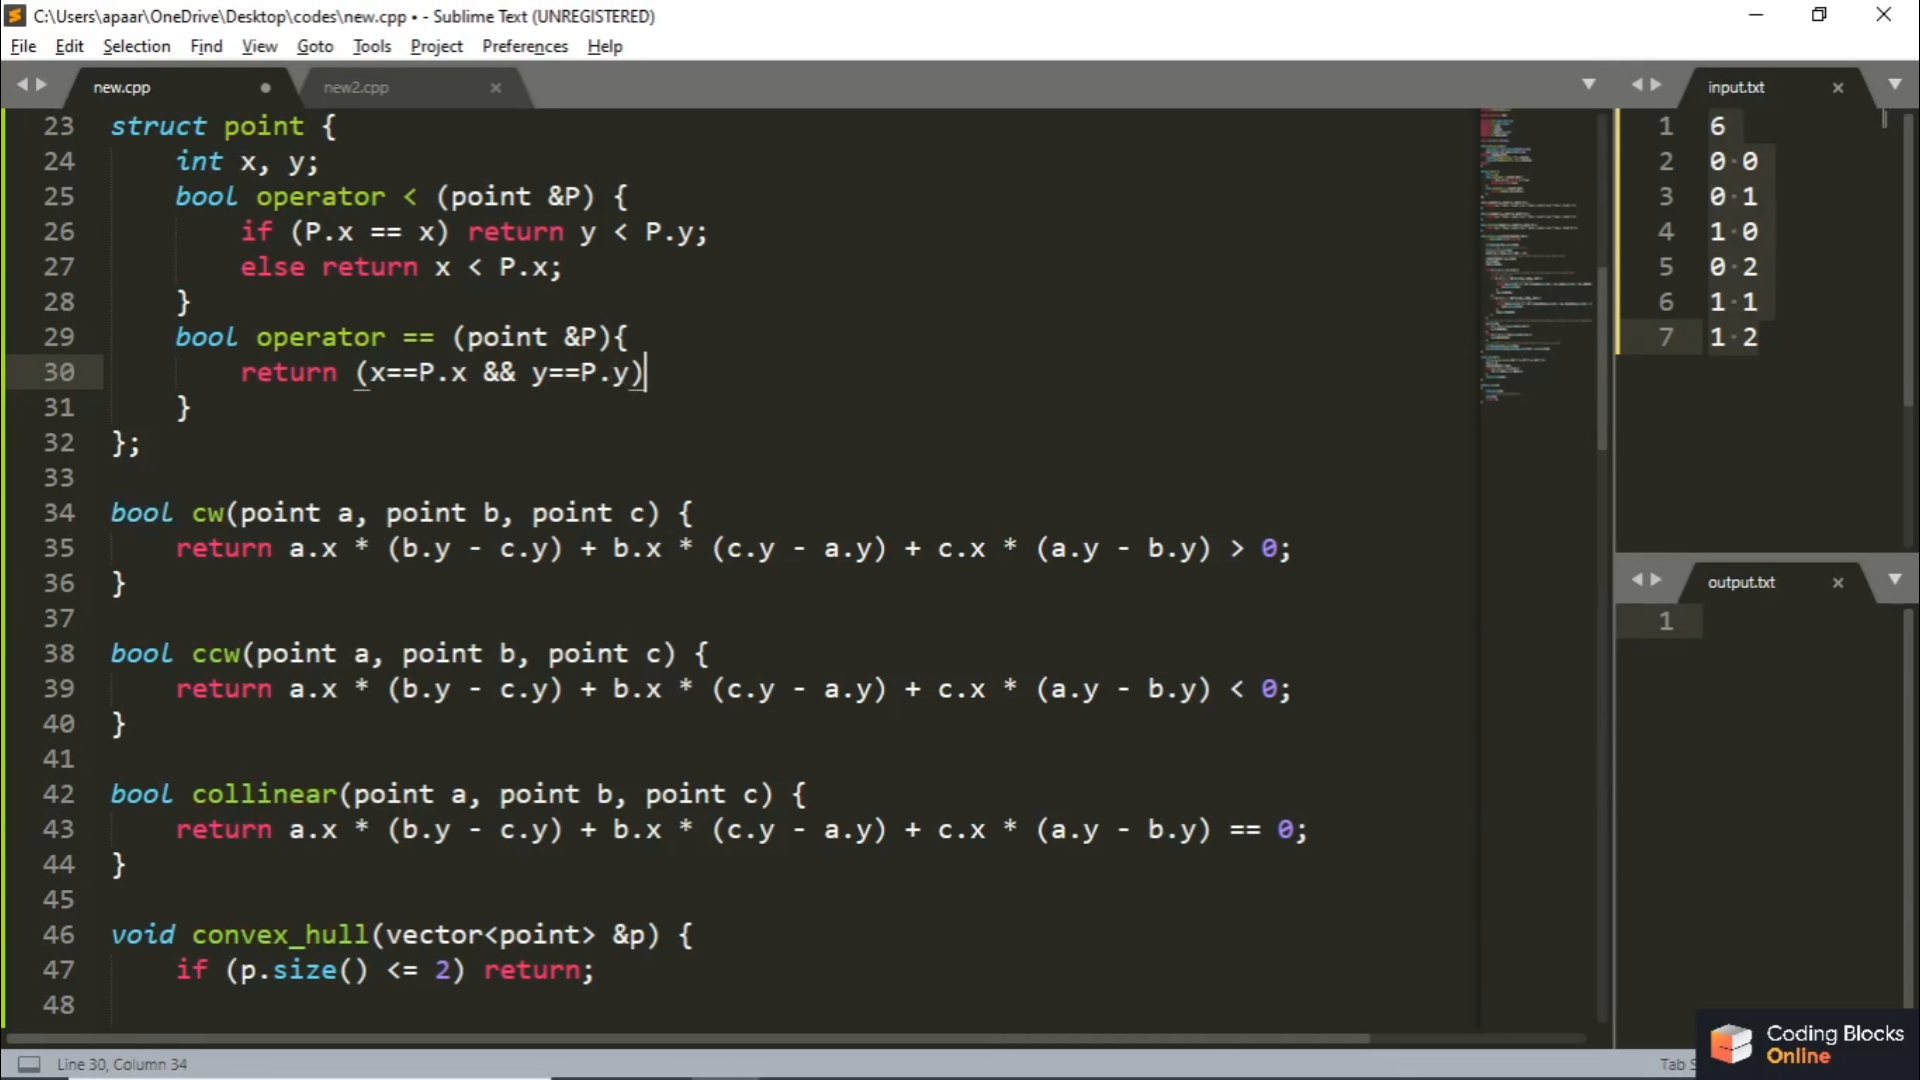 C:\Users\apaar\OneDrive\Desktop\codes\new.cpp • - Sublime Text (UNREGISTERED)
File Edit Selection Find View Goto Tools Project Preferences Help
new.cpp
new2.cpp
23 struct point {
24 int x, y;
25 bool operator < (point &P) {
26 if (P.x == x) return y < P.y;
27 else return x < P.x;
28 }
29 bool operator == (point &P){
30 return (x==P.x && y==P.y)
31 }
32 };
33
34 bool cw(point a, point b, point c) {
35 return a.x * (b.y - c.y) + b.x * (c.y - a.y) + c.x * (a.y - b.y) > 0;
36 }
37
38 bool ccw(point a, point b, point c) {
39 return a.x * (b.y - c.y) + b.x * (c.y - a.y) + c.x * (a.y - b.y) < 0;
40 }
41
42 bool collinear(point a, point b, point c) {
43 return a.x * (b.y - c.y) + b.x * (c.y - a.y) + c.x * (a.y - b.y) == 0;
44 }
45
46 void convex_hull(vector<point> &p) {
47 if (p.size() <= 2) return;
48
input.txt
1 6
2 0 0
3 0 1
4 1 0
5 0 2
6 1 1
7 1 2
output.txt
1
Line 30, Column 34
Tab S
Coding Blocks
Online